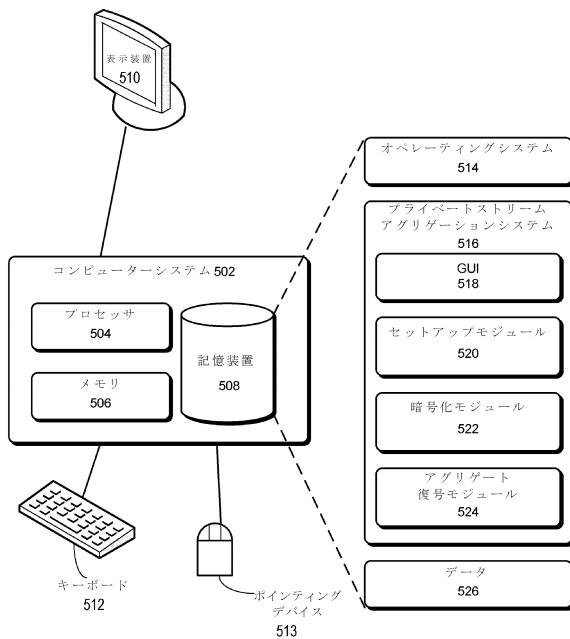 表示装置
510
オペレーティングシステム
514
プライベートストリーム
アグリゲーションシステム
516
GUI
518
セットアップモジュール
520
暗号化モジュール
522
アグリゲート
復号モジュール
524
データ
526
コンピューターシステム502
プロセッサ
504
メモリ
506
記憶装置
508
キーボード
512
ポインティング
デバイス
513